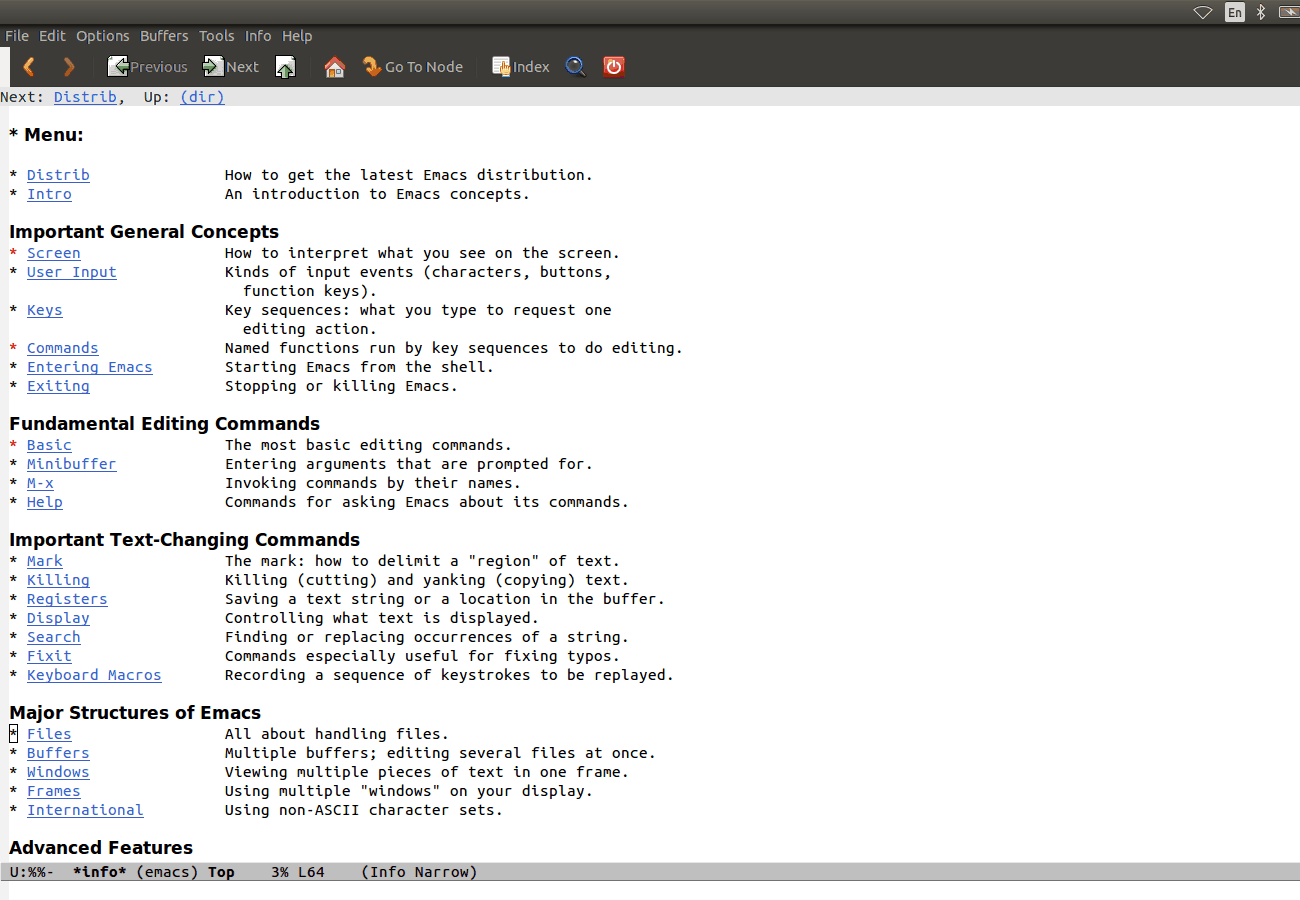 En
File Edit Options Buffers Tools Info Help
Previous Next Go To Node Index
Next: Distrib,  Up: (dir)
* Menu:
* Distrib How to get the latest Emacs distribution.
* Intro An introduction to Emacs concepts.
Important General Concepts
* Screen How to interpret what you see on the screen.
* User Input Kinds of input events (characters, buttons,
function keys).
* Keys Key sequences: what you type to request one
editing action.
* Commands Named functions run by key sequences to do editing.
* Entering Emacs Starting Emacs from the shell.
* Exiting Stopping or killing Emacs.
Fundamental Editing Commands
* Basic The most basic editing commands.
* Minibuffer Entering arguments that are prompted for.
* M-x Invoking commands by their names.
* Help Commands for asking Emacs about its commands.
Important Text-Changing Commands
* Mark The mark: how to delimit a "region" of text.
* Killing Killing (cutting) and yanking (copying) text.
* Registers Saving a text string or a location in the buffer.
* Display Controlling what text is displayed.
* Search Finding or replacing occurrences of a string.
* Fixit Commands especially useful for fixing typos.
* Keyboard Macros Recording a sequence of keystrokes to be replayed.
Major Structures of Emacs
* Files All about handling files.
* Buffers Multiple buffers; editing several files at once.
* Windows Viewing multiple pieces of text in one frame.
* Frames Using multiple "windows" on your display.
* International Using non-ASCII character sets.
Advanced Features
U:%%-  *info* (emacs) Top    3% L64    (Info Narrow)